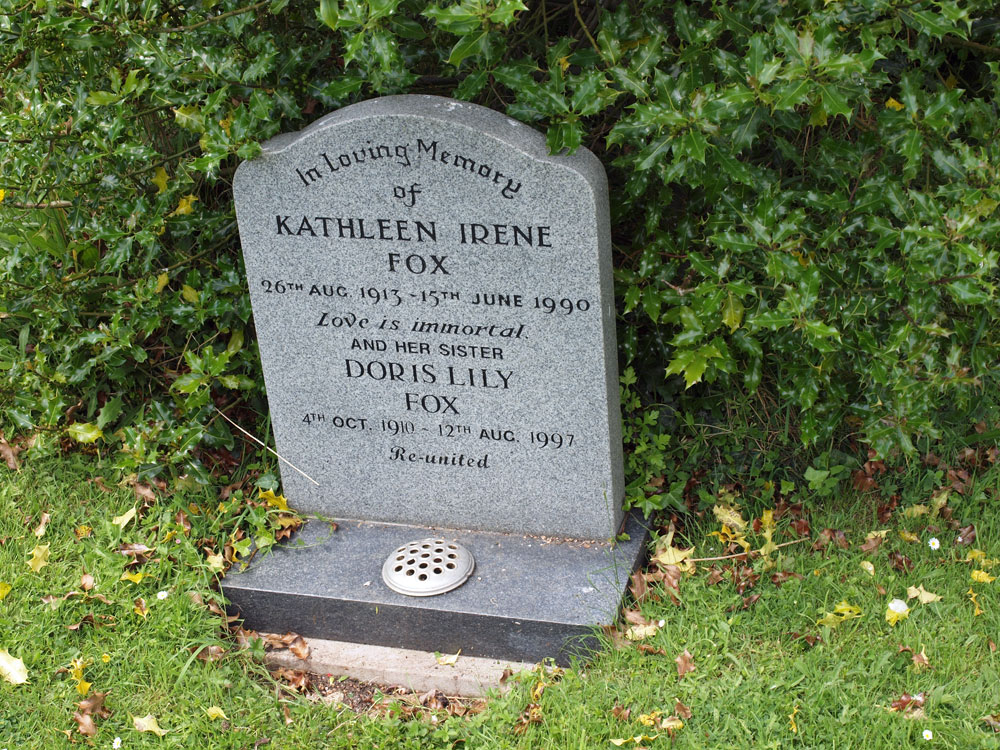 In Loving Memory
of
KATHLEEN IRENE
FOX
26TH AUG. 1913 - 15TH JUNE 1990
Love is immortal.
AND HER SISTER
DORIS LILY
FOX
4TH OCT. 1910 - 12TH AUG. 1997
Re-united